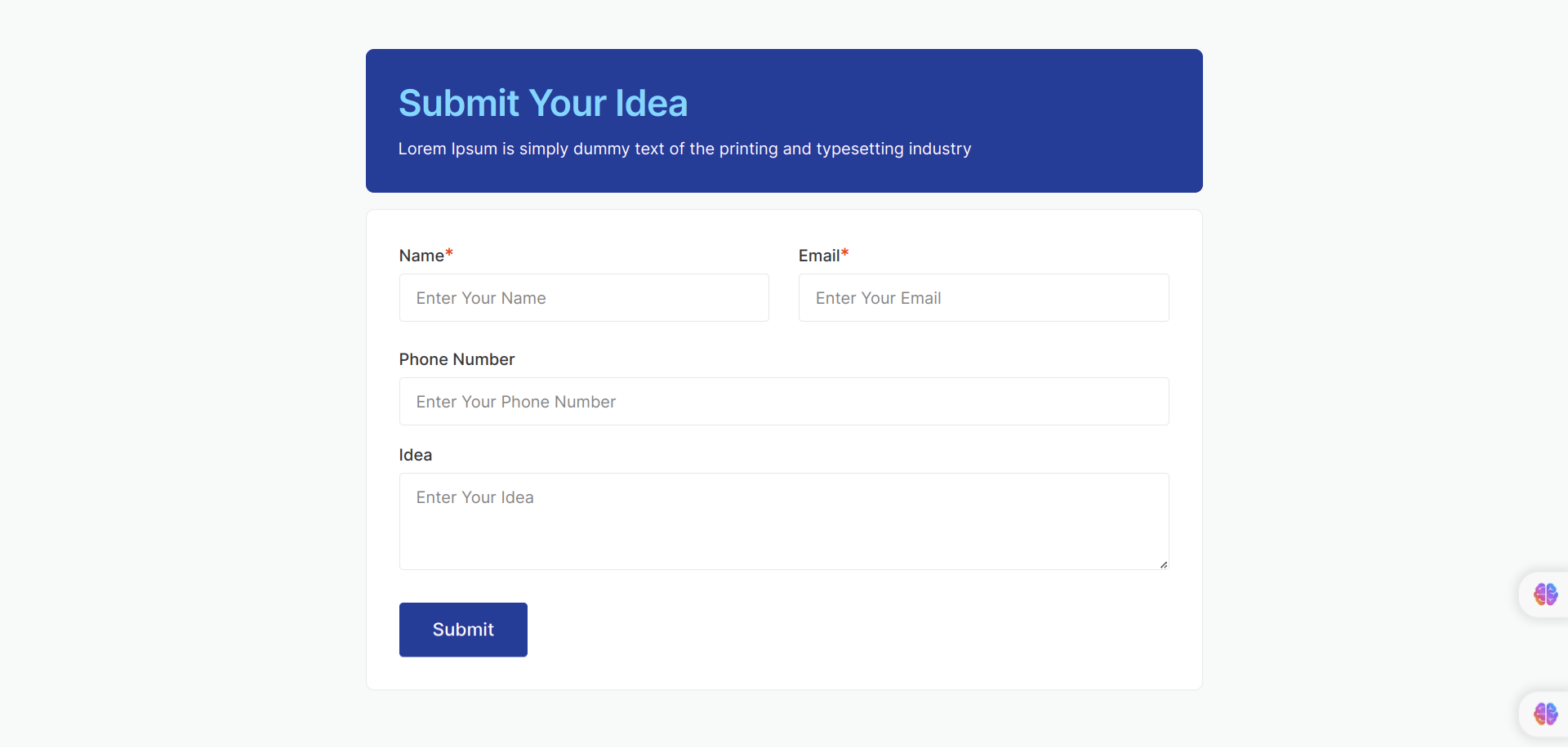 Submit Your Idea
Lorem Ipsum is simply dummy text of the printing and typesetting industry
Name* Email*
Enter Your Name Enter Your Email
Phone Number
Enter Your Phone Number
Idea
Enter Your Idea
Submit